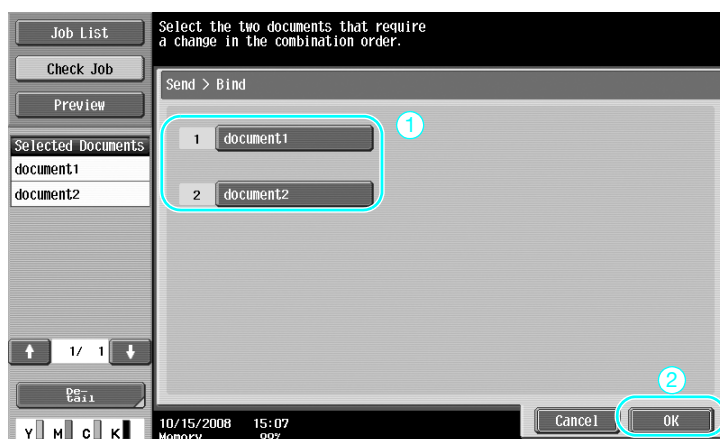 Job List
Check Job
Preview
Selected Documents
document1
document2
1/ 1
De-
tail
Y M C K
Select the two documents that require
a change in the combination order.
Send > Bind
1
1 document1
2 document2
2
10/15/2008 15:07
Memory 99%
Cancel OK